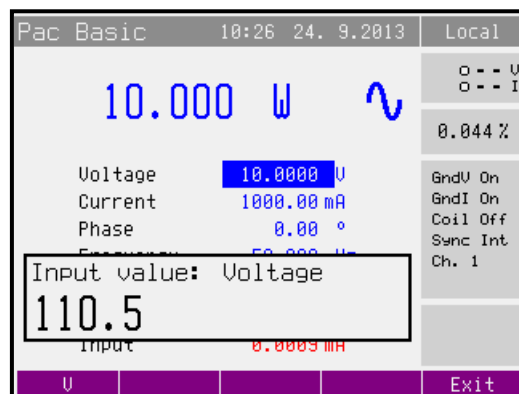 Pac Basic 10:26 24. 9.2013 Local
o-- V
o-- I
10.000 W
0.044 %
Voltage 10.0000 V
Current 1000.00 mA
Phase 0.00 °
GndV On
GndI On
Coil Off
Sync Int
Ch. 1
Input value: Voltage
110.5
Input 0.0009 mA
V Exit